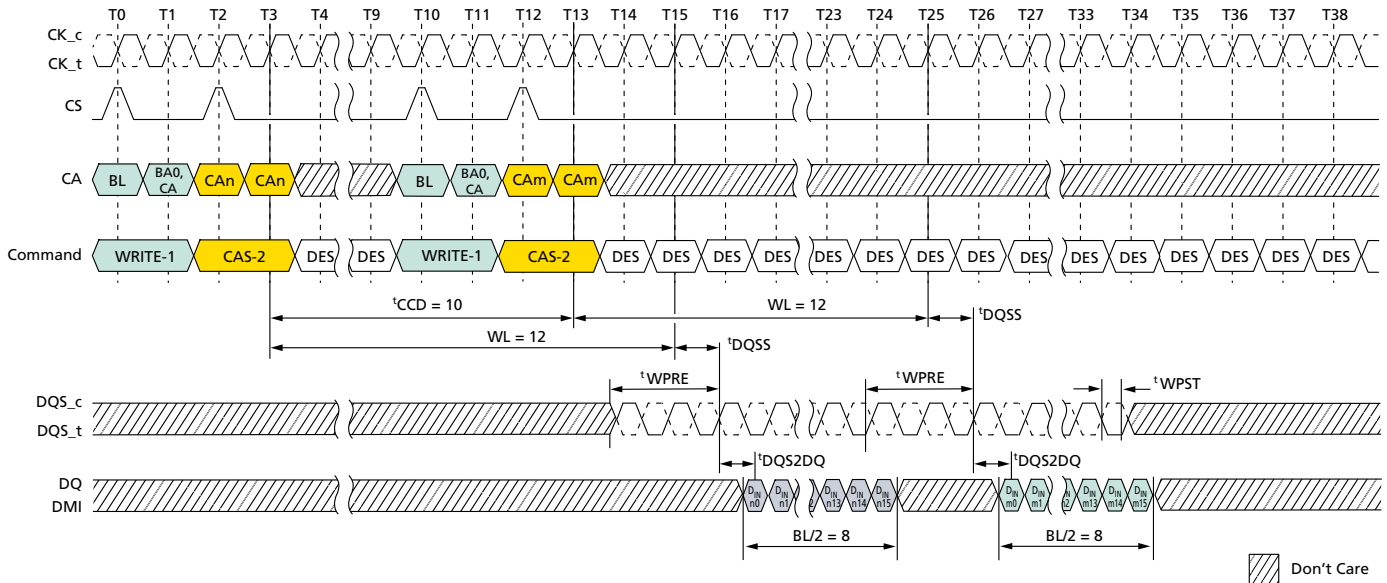 T0 T1 T2 T3 T4 T9 T10 T11 T12 T13 T14 T15 T16 T17 T23 T24 T25 T26 T27 T33 T34 T35 T36 T37 T38
CK_c
CK_t
CS
CA BL BA0, CA CAn CAn BL BA0, CA CAm CAm
Command WRITE-1 CAS-2 DES DES WRITE-1 CAS-2 DES DES DES DES DES DES DES DES DES DES DES DES DES DES DES
tCCD = 10 WL = 12 tDQSS
WL = 12 tDQSS
tWPRE tWPRE tWPST
DQS_c
DQS_t
tDQS2DQ tDQS2DQ
DQ DIN n0 DIN n1 DIN n13 DIN n14 DIN n15 DIN m0 DIN m1 DIN m13 DIN m14 DIN m15
DMI
BL/2 = 8 BL/2 = 8
Don't Care